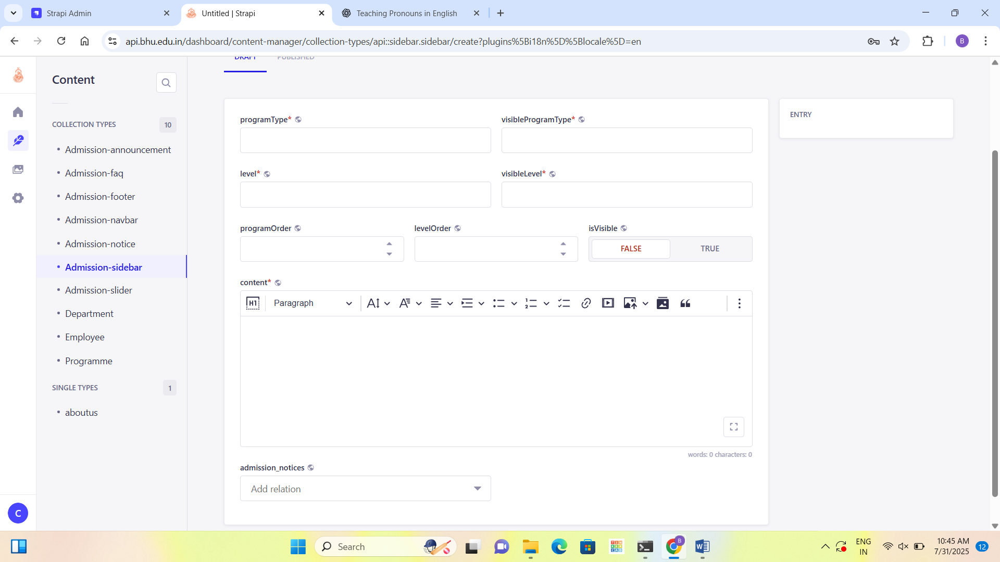 Strapi Admin
Untitled | Strapi
Teaching Pronouns in English
api.bhu.edu.in/dashboard/content-manager/collection-types/api::sidebar.sidebar/create?plugins%5Bi18n%5D%5Blocale%5D=en
B
Content
COLLECTION TYPES 10
Admission-announcement
Admission-faq
Admission-footer
Admission-navbar
Admission-notice
Admission-sidebar
Admission-slider
Department
Employee
Programme
SINGLE TYPES 1
aboutus
C
DRAFT PUBLISHED
programType* visibleProgramType*
level* visibleLevel*
programOrder levelOrder isVisible
FALSE TRUE
content*
H1 Paragraph
words: 0 characters: 0
admission_notices
Add relation
ENTRY
Search
TIN
KER
CAD
B
ENG
IN
10:45 AM
7/31/2025
12